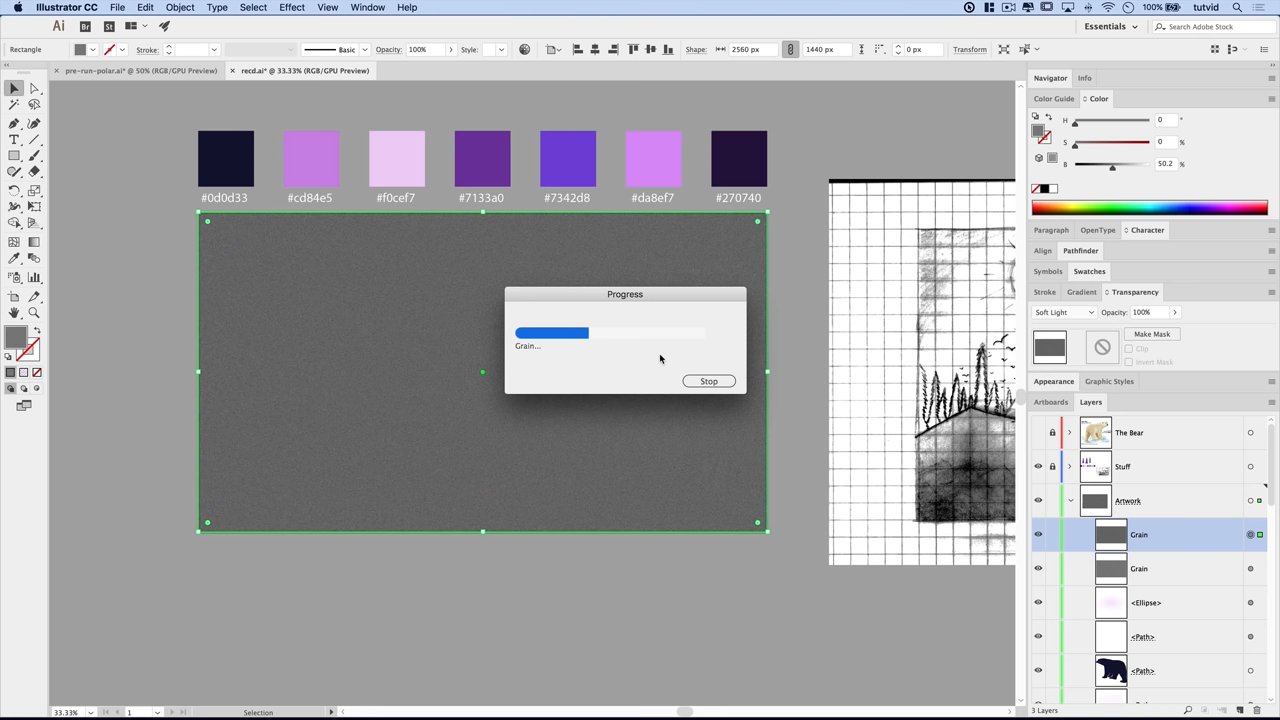 Illustrator CC File Edit Object Type Select Effect View Window Help 100% tutvid
Ai Br St Essentials Search Adobe Stock
Rectangle Stroke: Basic Opacity: 100% Style: Shape: 2560 px 1440 px 0 px Transform
pre-run-polar.ai* @ 50% (RGB/GPU Preview) recd.ai* @ 33.33% (RGB/GPU Preview)
Navigator Info
Color Guide Color
H 0 °
S 0 %
B 50.2 %
#0d0d33 #cd84e5 #f0cef7 #7133a0 #7342d8 #da8ef7 #270740
Paragraph OpenType Character
Align Pathfinder
Symbols Swatches
Stroke Gradient Transparency
Soft Light Opacity: 100%
Make Mask
Clip
Invert Mask
Progress
Grain...
Stop
Appearance Graphic Styles
Artboards Layers
The Bear
Stuff
Artwork
Grain
Grain
<Ellipse>
<Path>
<Path>
33.33% 1 Selection 3 Layers